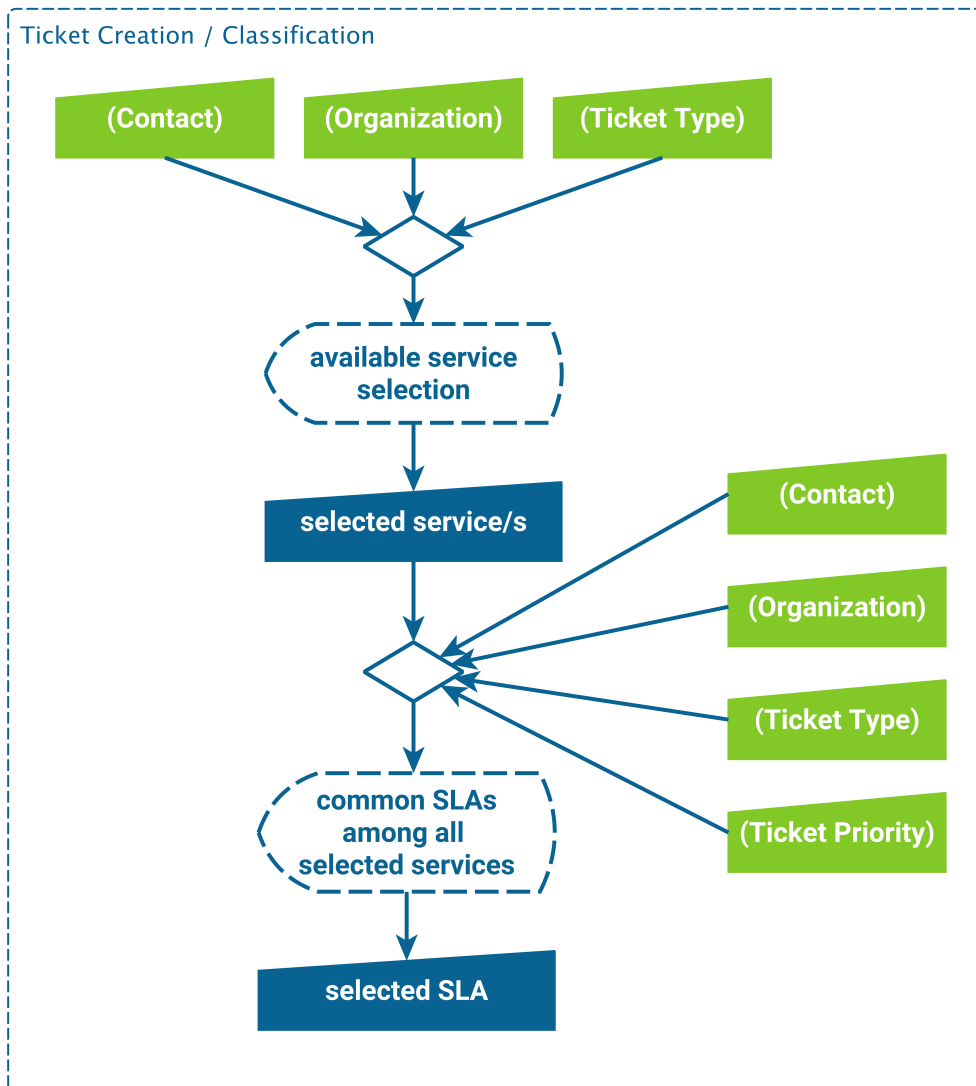 Ticket Creation / Classification
(Contact)
(Organization)
(Ticket Type)
available service
selection
selected service/s
(Contact)
(Organization)
(Ticket Type)
(Ticket Priority)
common SLAs
among all
selected services
selected SLA